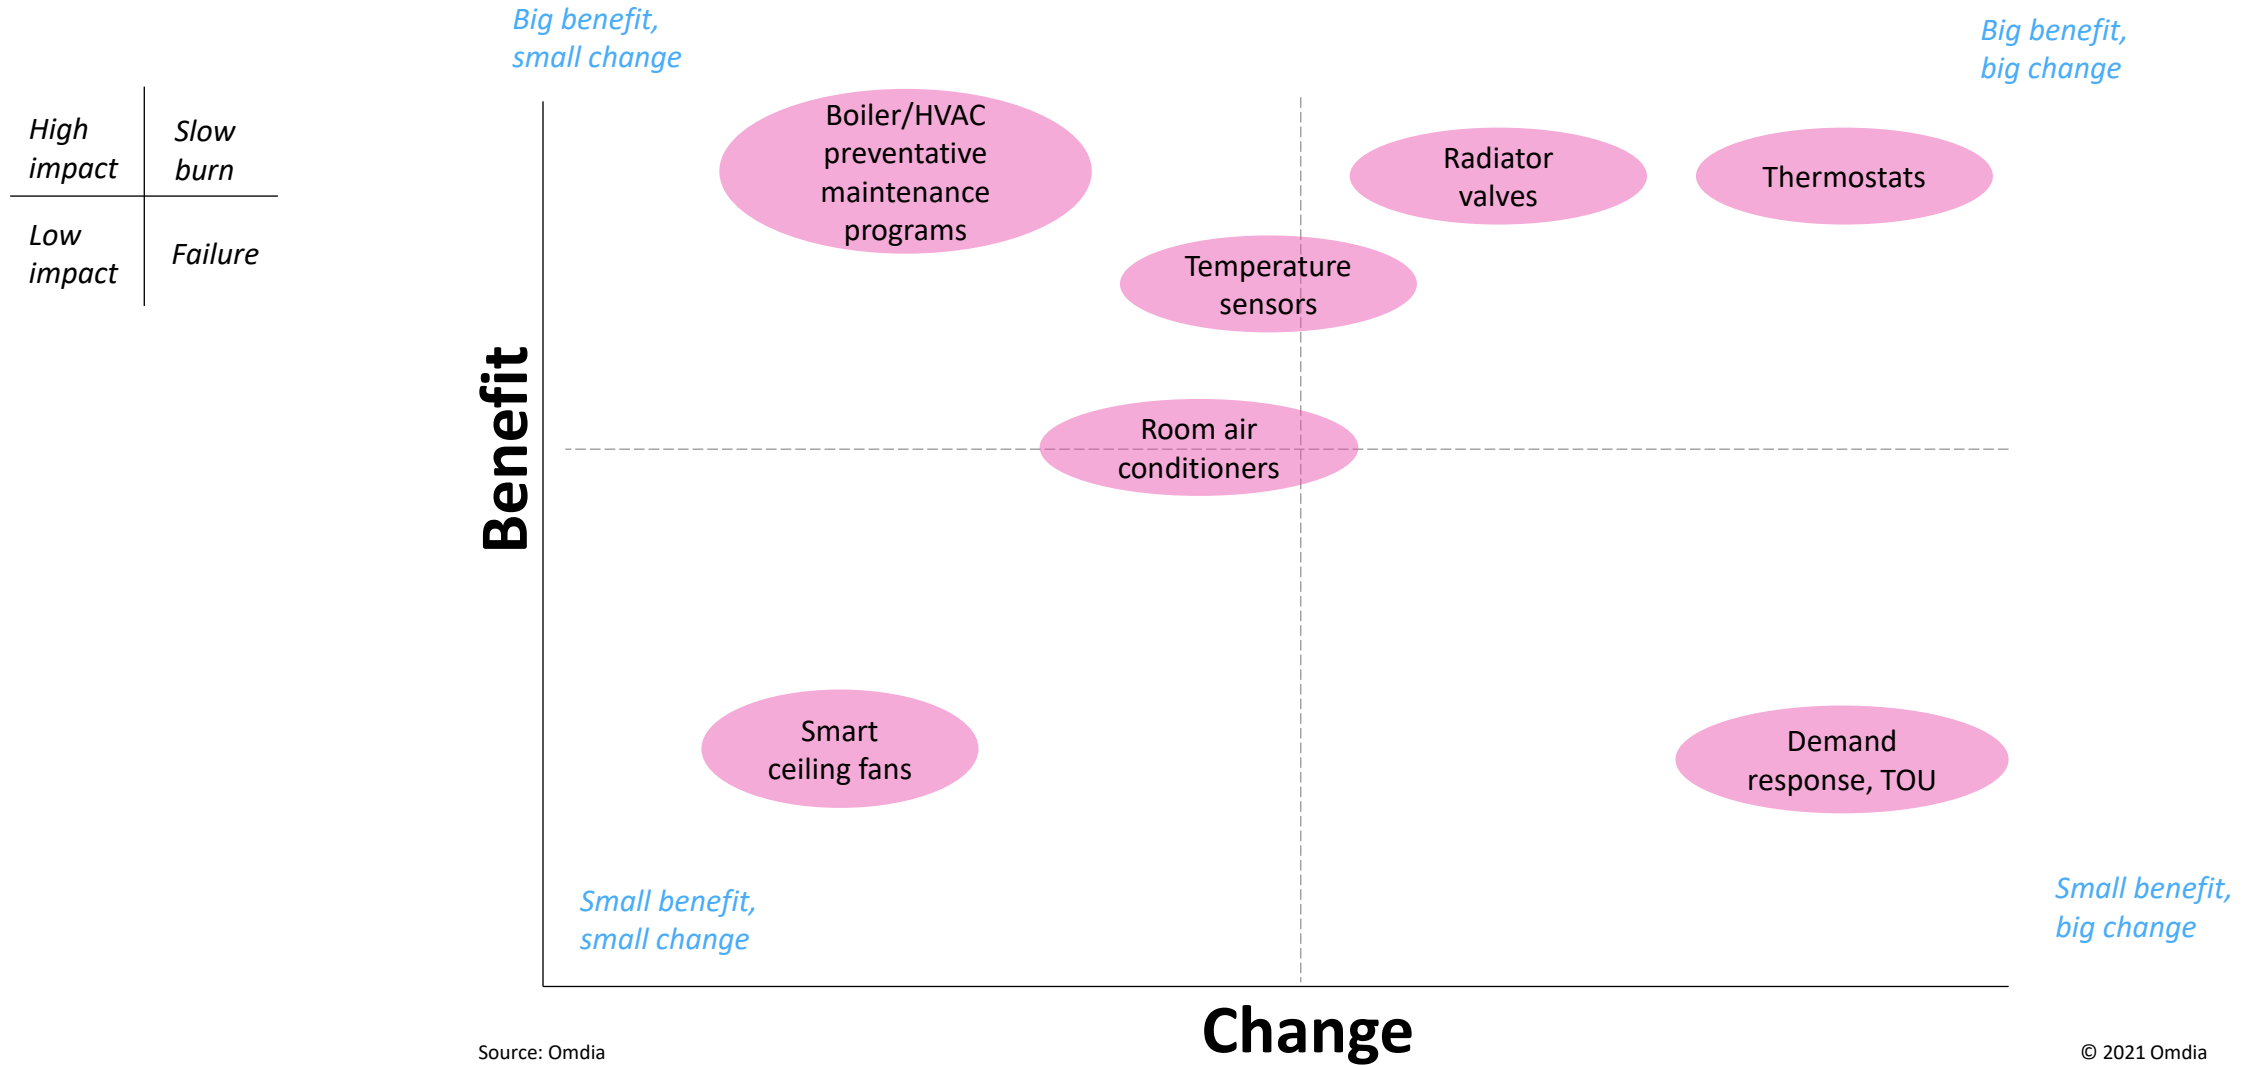 Big benefit,
small change
Big benefit,
big change
High
impact
Slow
burn
Low
impact
Failure
Boiler/HVAC
preventative
maintenance
programs
Radiator
valves
Thermostats
Temperature
sensors
Benefit
Room air
conditioners
Smart
ceiling fans
Demand
response, TOU
Small benefit,
small change
Small benefit,
big change
Change
Source: Omdia
© 2021 Omdia